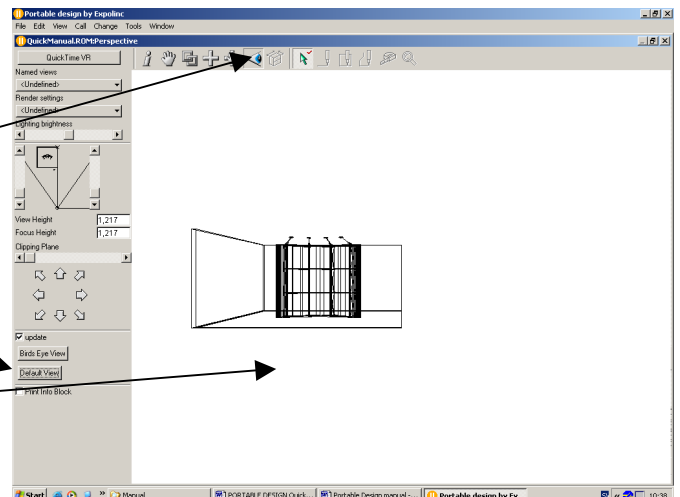 Portable design by Expolinc
File Edit View Call Change Tools Window
QuickManual.ROM:Perspective
QuickTime VR
Named views
<Undefined>
Render settings
<Undefined>
Lighting brightness
View Height 1,217
Focus Height 1,217
Clipping Plane
update
Birds Eye View
Default View
Print Into Block
Start Manual PORTABLE DESIGN Quick... Portable Design manual -... Portable design by Ex... 10:38